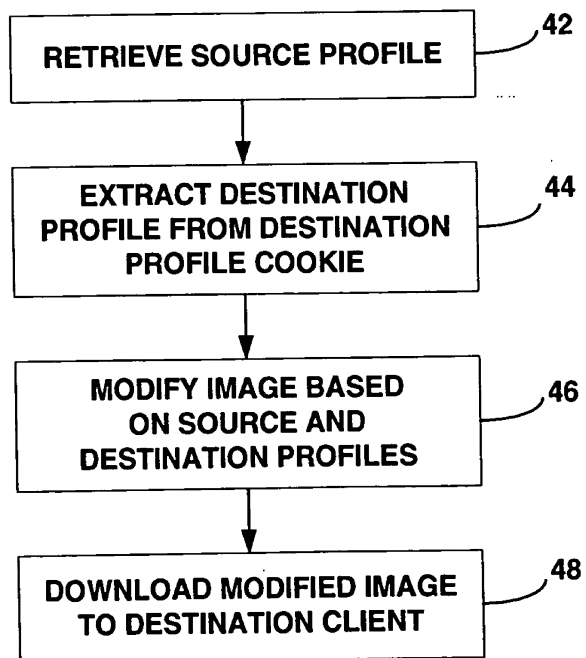 RETRIEVE SOURCE PROFILE
42
EXTRACT DESTINATION
PROFILE FROM DESTINATION
PROFILE COOKIE
44
MODIFY IMAGE BASED
ON SOURCE AND
DESTINATION PROFILES
46
DOWNLOAD MODIFIED IMAGE
TO DESTINATION CLIENT
48